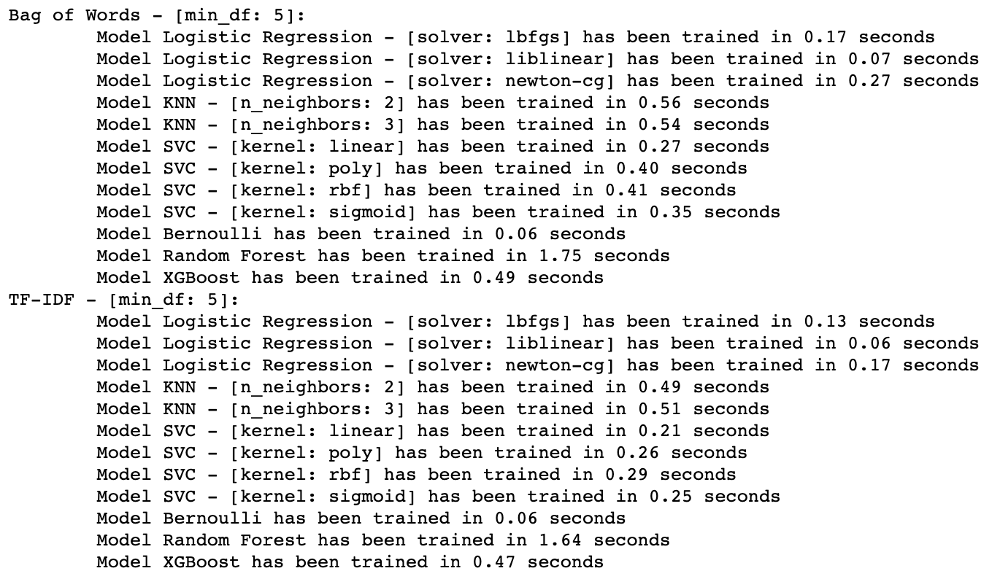 Bag of Words - [min_df: 5]:
Model Logistic Regression - [solver: lbfgs] has been trained in 0.17 seconds
Model Logistic Regression - [solver: liblinear] has been trained in 0.07 seconds
Model Logistic Regression - [solver: newton-cg] has been trained in 0.27 seconds
Model KNN - [n_neighbors: 2] has been trained in 0.56 seconds
Model KNN - [n_neighbors: 3] has been trained in 0.54 seconds
Model SVC - [kernel: linear] has been trained in 0.27 seconds
Model SVC - [kernel: poly] has been trained in 0.40 seconds
Model SVC - [kernel: rbf] has been trained in 0.41 seconds
Model SVC - [kernel: sigmoid] has been trained in 0.35 seconds
Model Bernoulli has been trained in 0.06 seconds
Model Random Forest has been trained in 1.75 seconds
Model XGBoost has been trained in 0.49 seconds
TF-IDF - [min_df: 5]:
Model Logistic Regression - [solver: lbfgs] has been trained in 0.13 seconds
Model Logistic Regression - [solver: liblinear] has been trained in 0.06 seconds
Model Logistic Regression - [solver: newton-cg] has been trained in 0.17 seconds
Model KNN - [n_neighbors: 2] has been trained in 0.49 seconds
Model KNN - [n_neighbors: 3] has been trained in 0.51 seconds
Model SVC - [kernel: linear] has been trained in 0.21 seconds
Model SVC - [kernel: poly] has been trained in 0.26 seconds
Model SVC - [kernel: rbf] has been trained in 0.29 seconds
Model SVC - [kernel: sigmoid] has been trained in 0.25 seconds
Model Bernoulli has been trained in 0.06 seconds
Model Random Forest has been trained in 1.64 seconds
Model XGBoost has been trained in 0.47 seconds